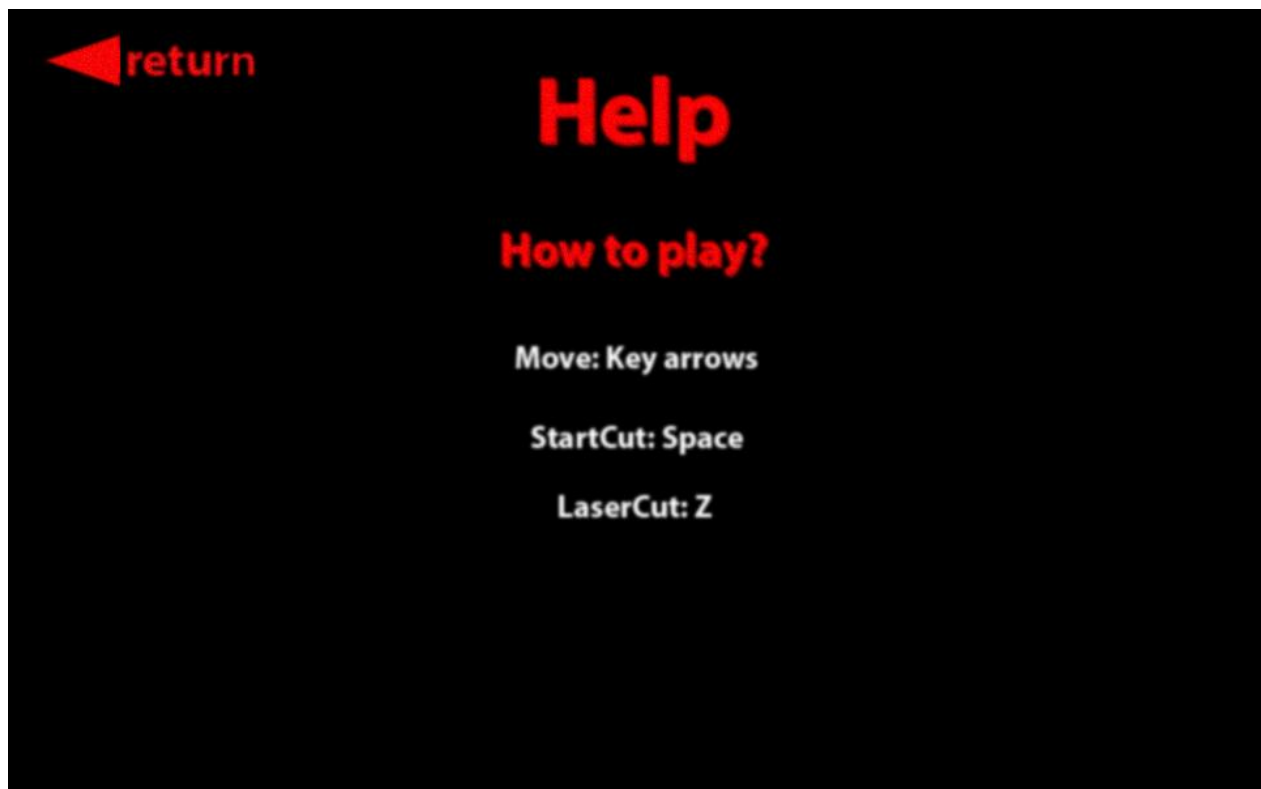 return
Help
How to play?
Move: Key arrows
StartCut: Space
LaserCut: Z